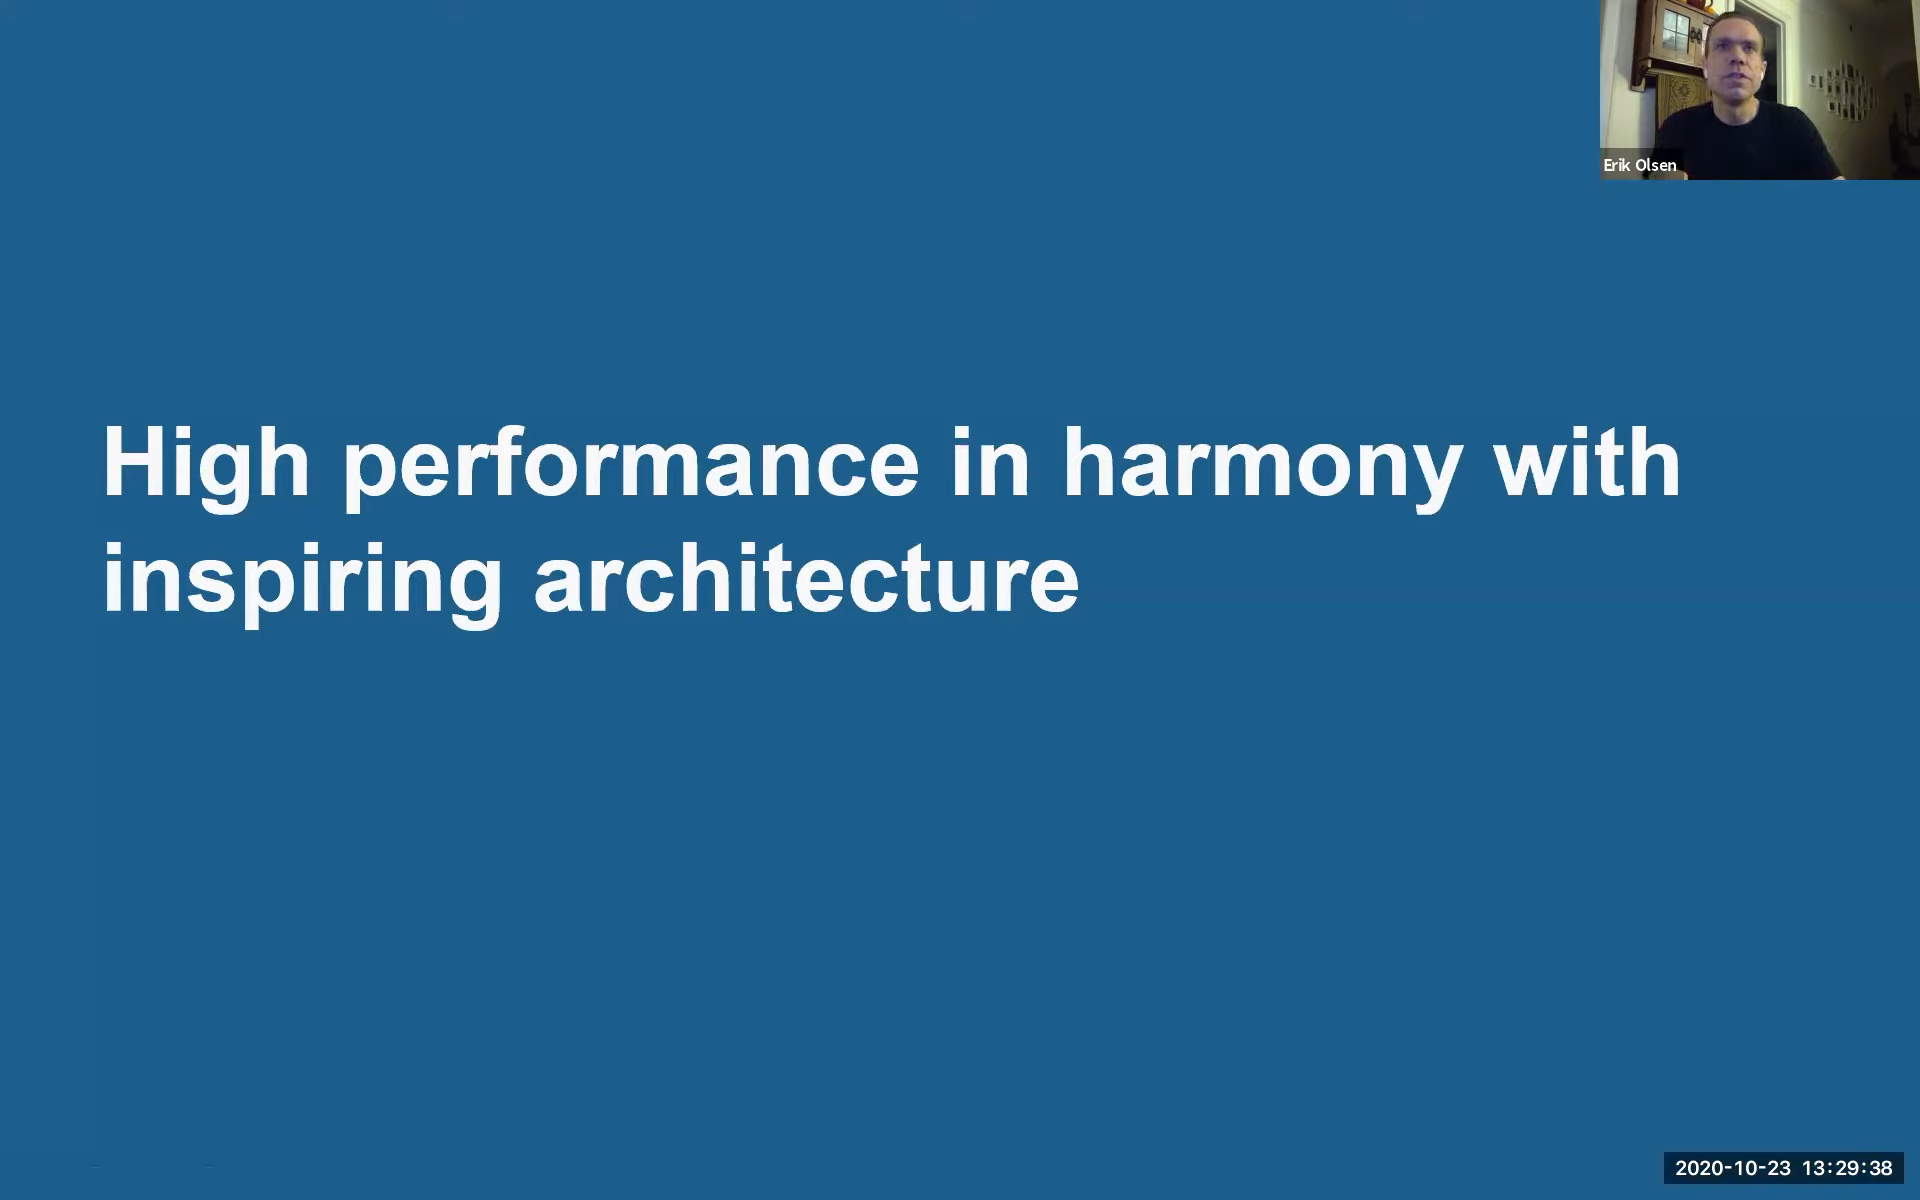 Erik Olsen
High performance in harmony with
inspiring architecture
2020-10-23 13:29:38